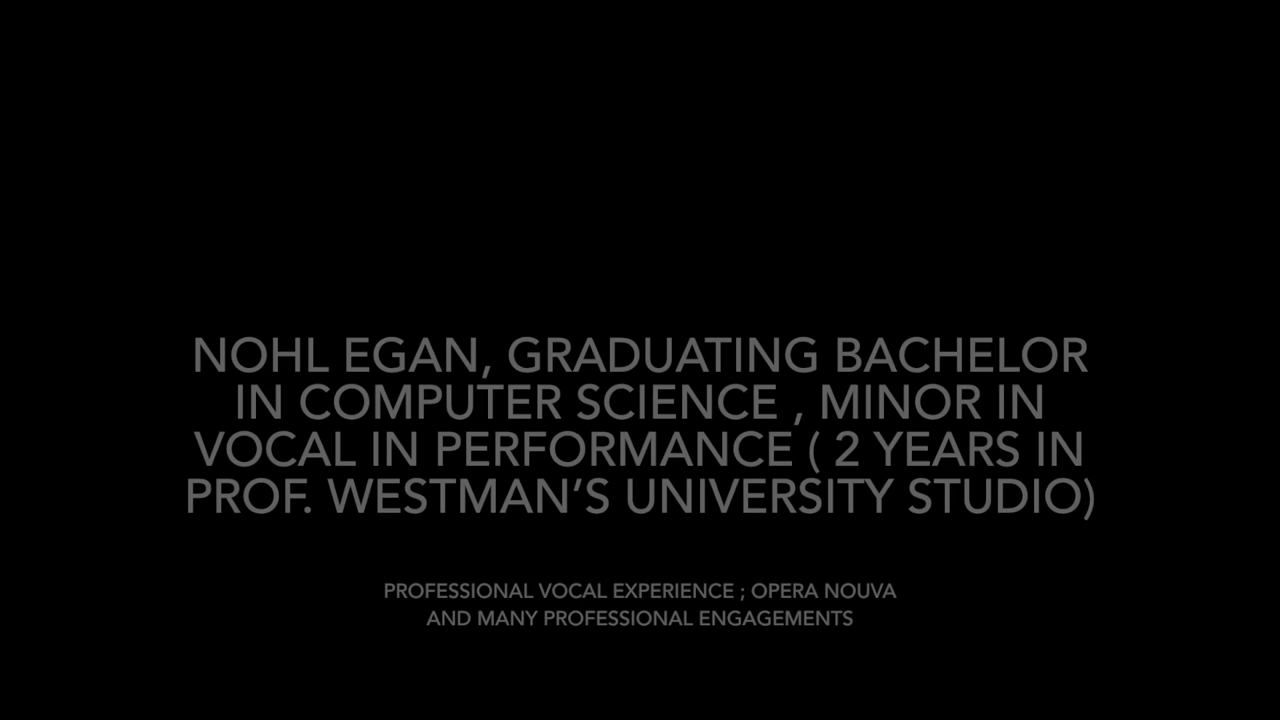 NOHL EGAN, GRADUATING BACHELOR
IN COMPUTER SCIENCE , MINOR IN
VOCAL IN PERFORMANCE ( 2 YEARS IN
PROF. WESTMAN’S UNIVERSITY STUDIO)
PROFESSIONAL VOCAL EXPERIENCE ; OPERA NOUVA
AND MANY PROFESSIONAL ENGAGEMENTS